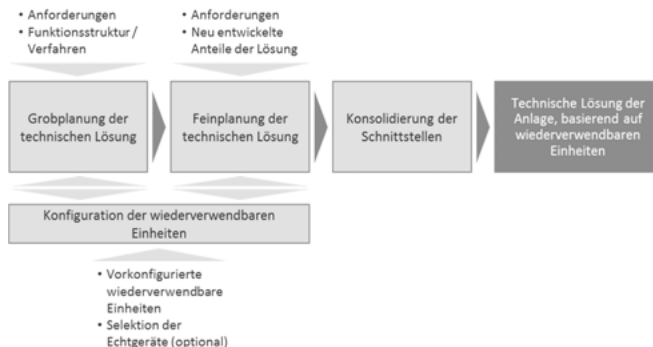 • Anforderungen
• Funktionsstruktur /
Verfahren
• Anforderungen
• Neu entwickelte
Anteile der Lösung
Grobplanung der
technischen Lösung
Feinplanung der
technischen Lösung
Konsolidierung der
Schnittstellen
Technische Lösung der
Anlage, basierend auf
wiederverwendbaren
Einheiten
Konfiguration der wiederverwendbaren
Einheiten
• Vorkonfigurierte
wiederverwendbare
Einheiten
• Selektion der
Echtgeräte (optional)